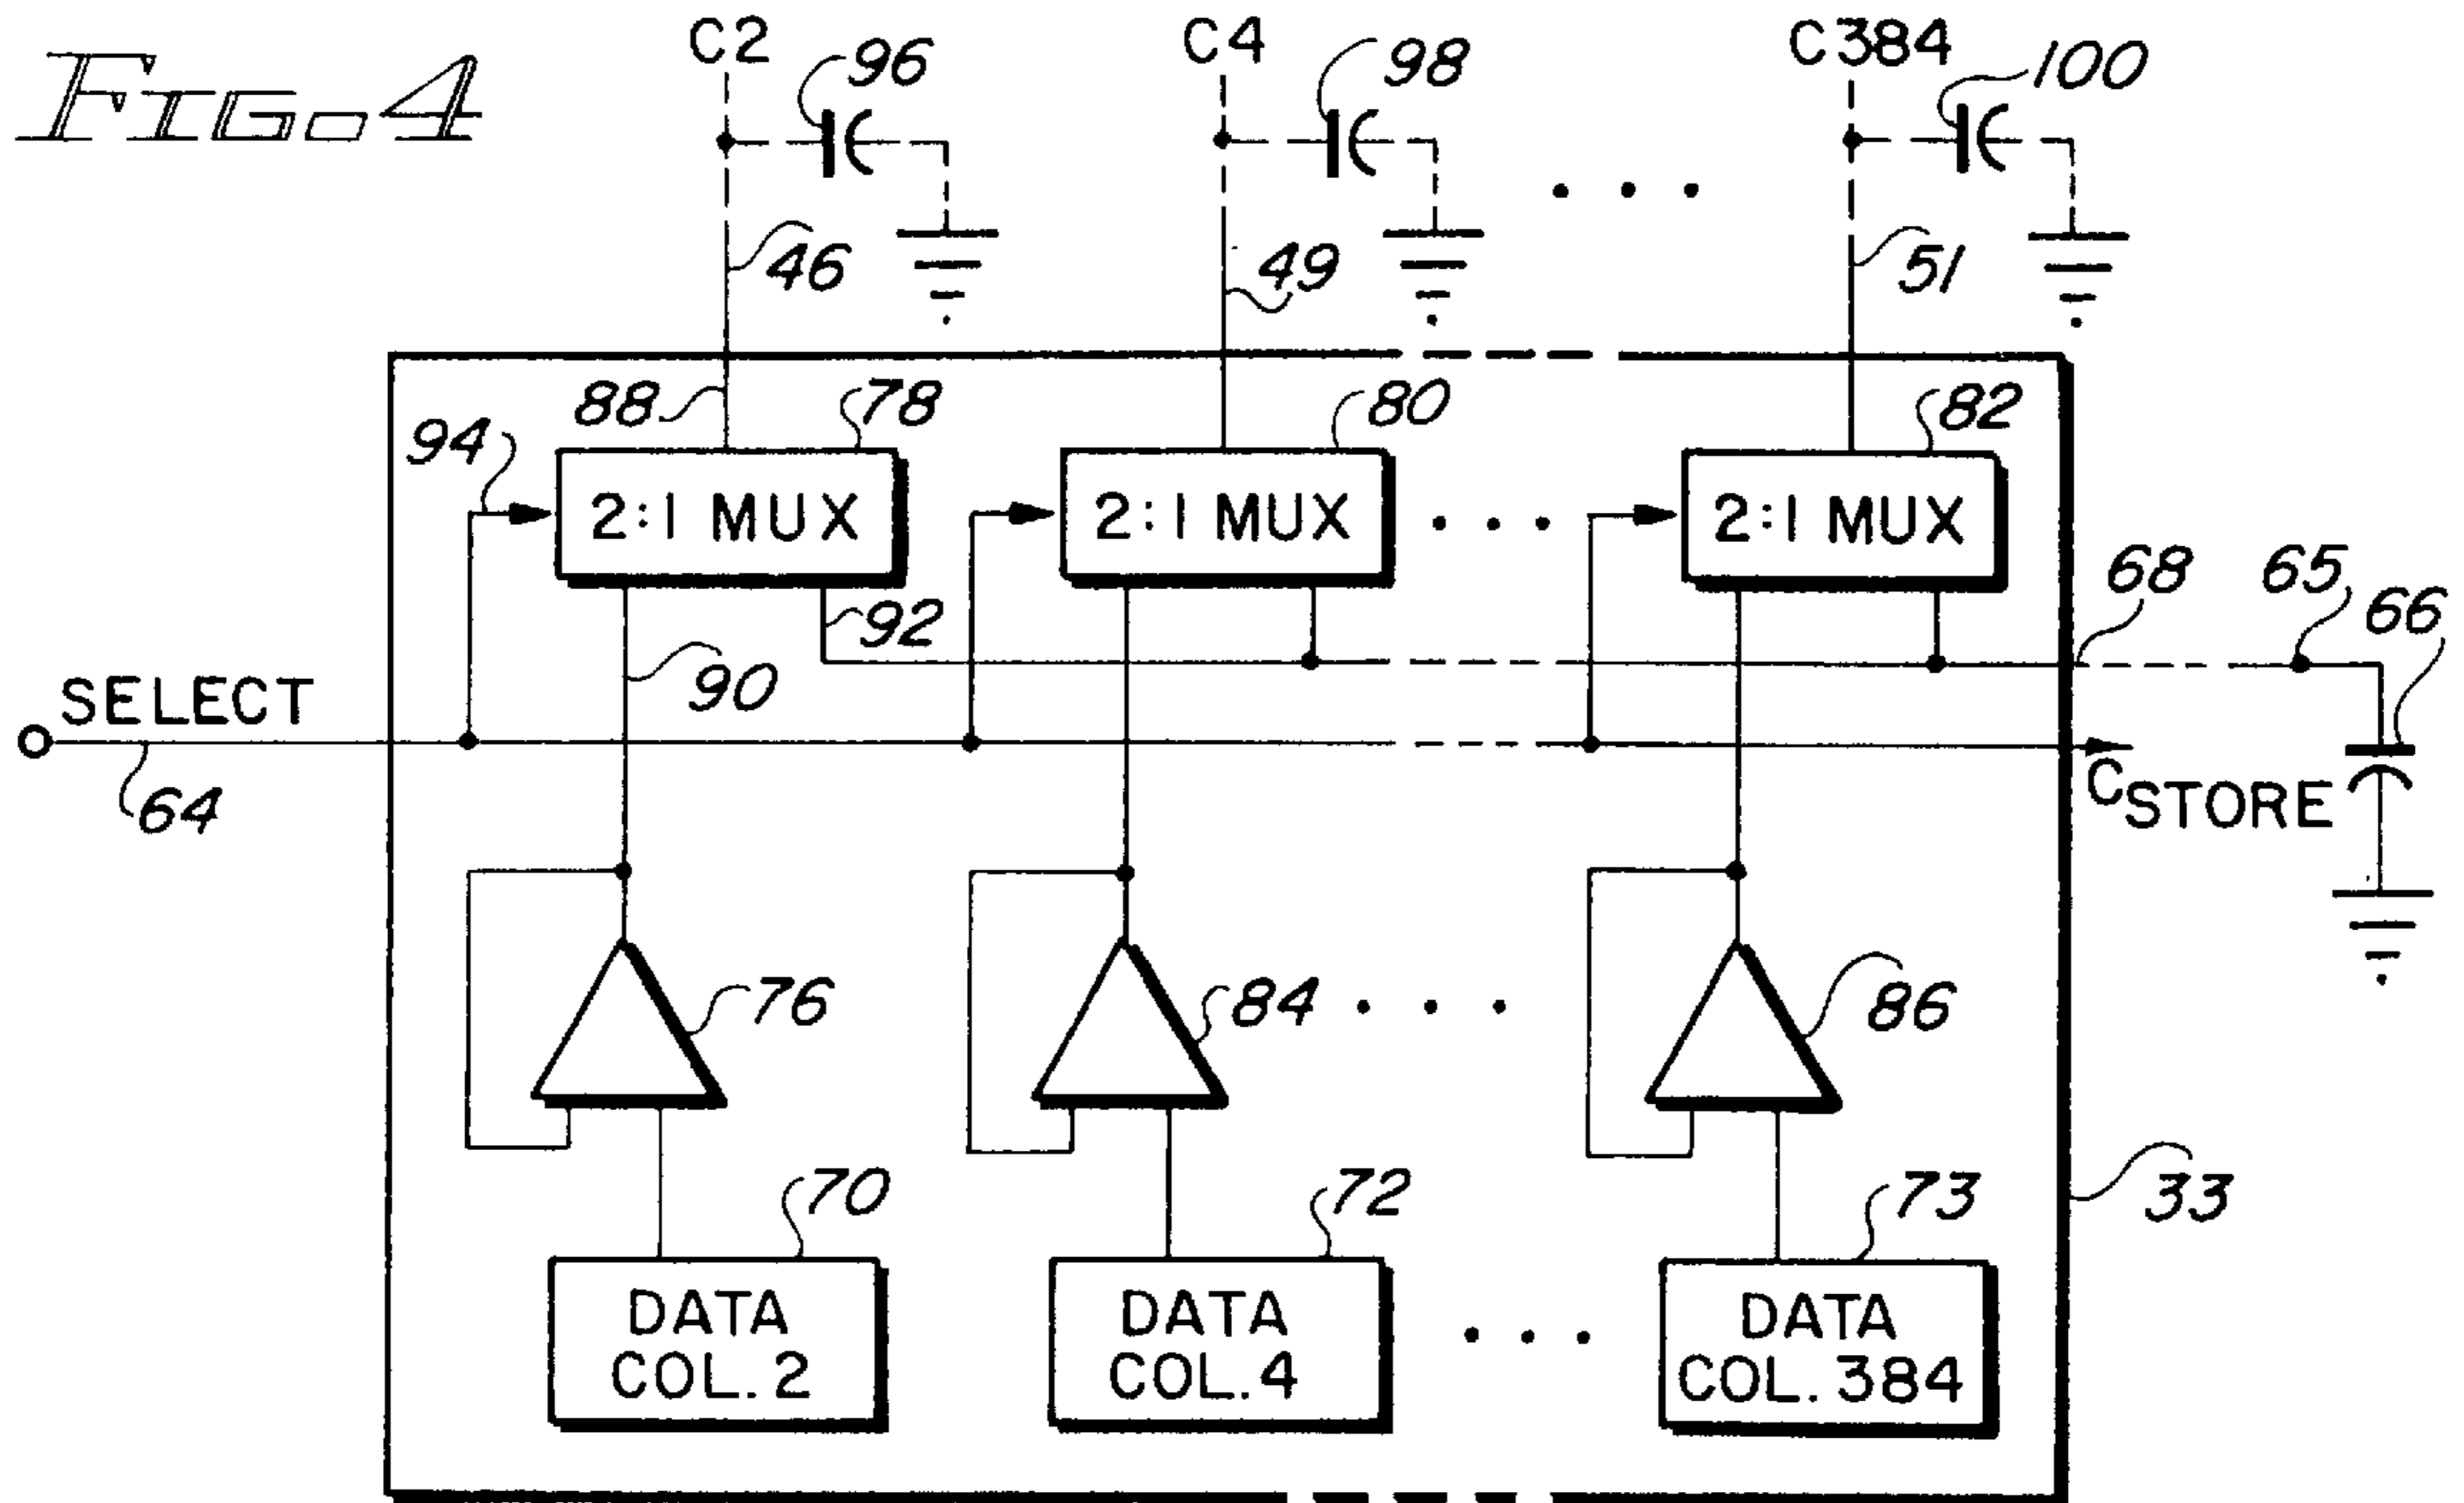 FIG. 4
C2 96 C4 98 C384 100
46 49 51
88 78 80 82
94
2:1 MUX 2:1 MUX 2:1 MUX
68 65 66
92
90
SELECT
64
CSTORE
76 84 86
33
70 72 73
DATA COL. 2
DATA COL. 4
DATA COL. 384